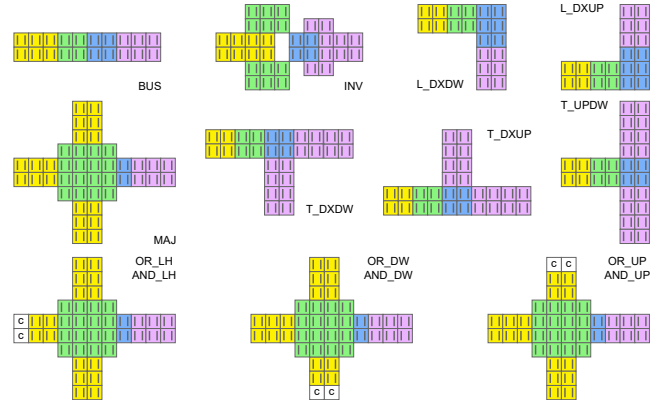 L_DXUP
BUS
INV
L_DXDW
T_UPDW
T_DXUP
T_DXDW
MAJ
OR_LH
AND_LH
OR_DW
AND_DW
OR_UP
AND_UP
c c
c
c
c c